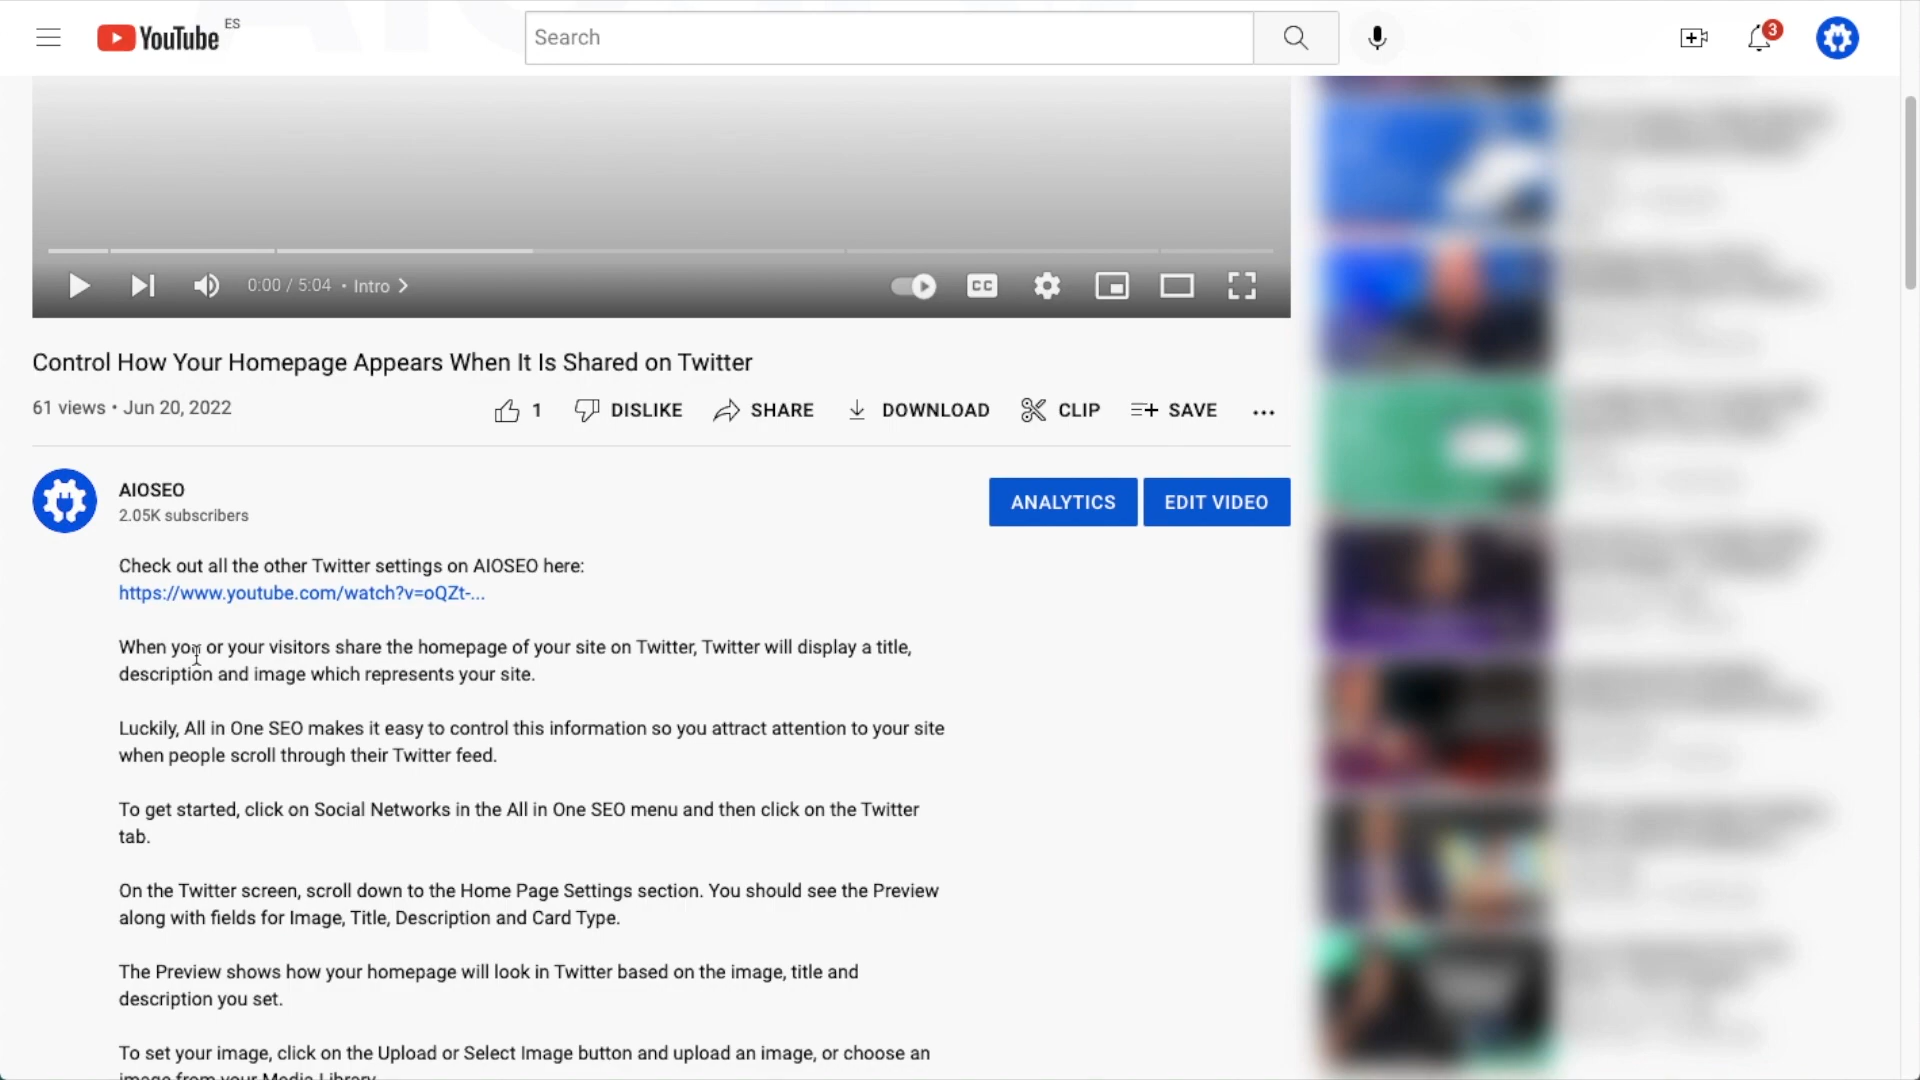 YouTube ES
Search
3
0:00 / 5:04 • Intro
CC
Control How Your Homepage Appears When It Is Shared on Twitter
61 views • Jun 20, 2022
1 DISLIKE SHARE DOWNLOAD CLIP SAVE ...
AIOSEO
2.05K subscribers
ANALYTICS EDIT VIDEO
Check out all the other Twitter settings on AIOSEO here:
https://www.youtube.com/watch?v=oQZt-...
When you or your visitors share the homepage of your site on Twitter, Twitter will display a title,
description and image which represents your site.
Luckily, All in One SEO makes it easy to control this information so you attract attention to your site
when people scroll through their Twitter feed.
To get started, click on Social Networks in the All in One SEO menu and then click on the Twitter
tab.
On the Twitter screen, scroll down to the Home Page Settings section. You should see the Preview
along with fields for Image, Title, Description and Card Type.
The Preview shows how your homepage will look in Twitter based on the image, title and
description you set.
To set your image, click on the Upload or Select Image button and upload an image, or choose an
image from your Media Library